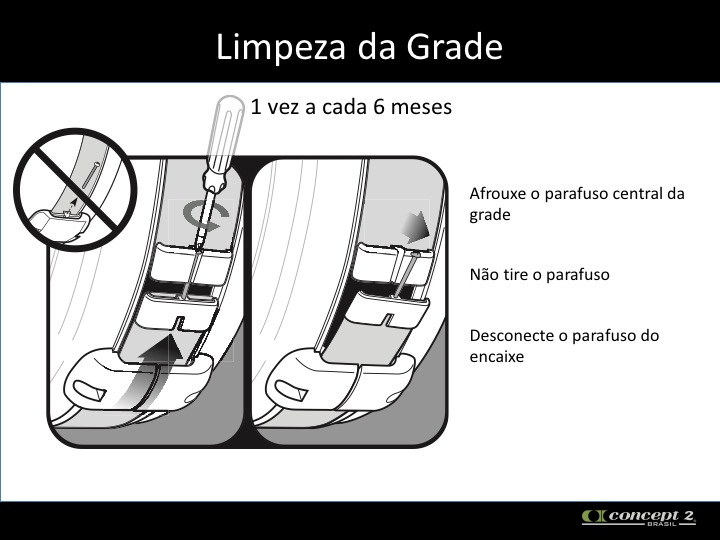 Limpeza da Grade
1 vez a cada 6 meses
Afrouxe o parafuso central da
grade
Não tire o parafuso
Desconecte o parafuso do
encaixe
concept 2
BRASIL